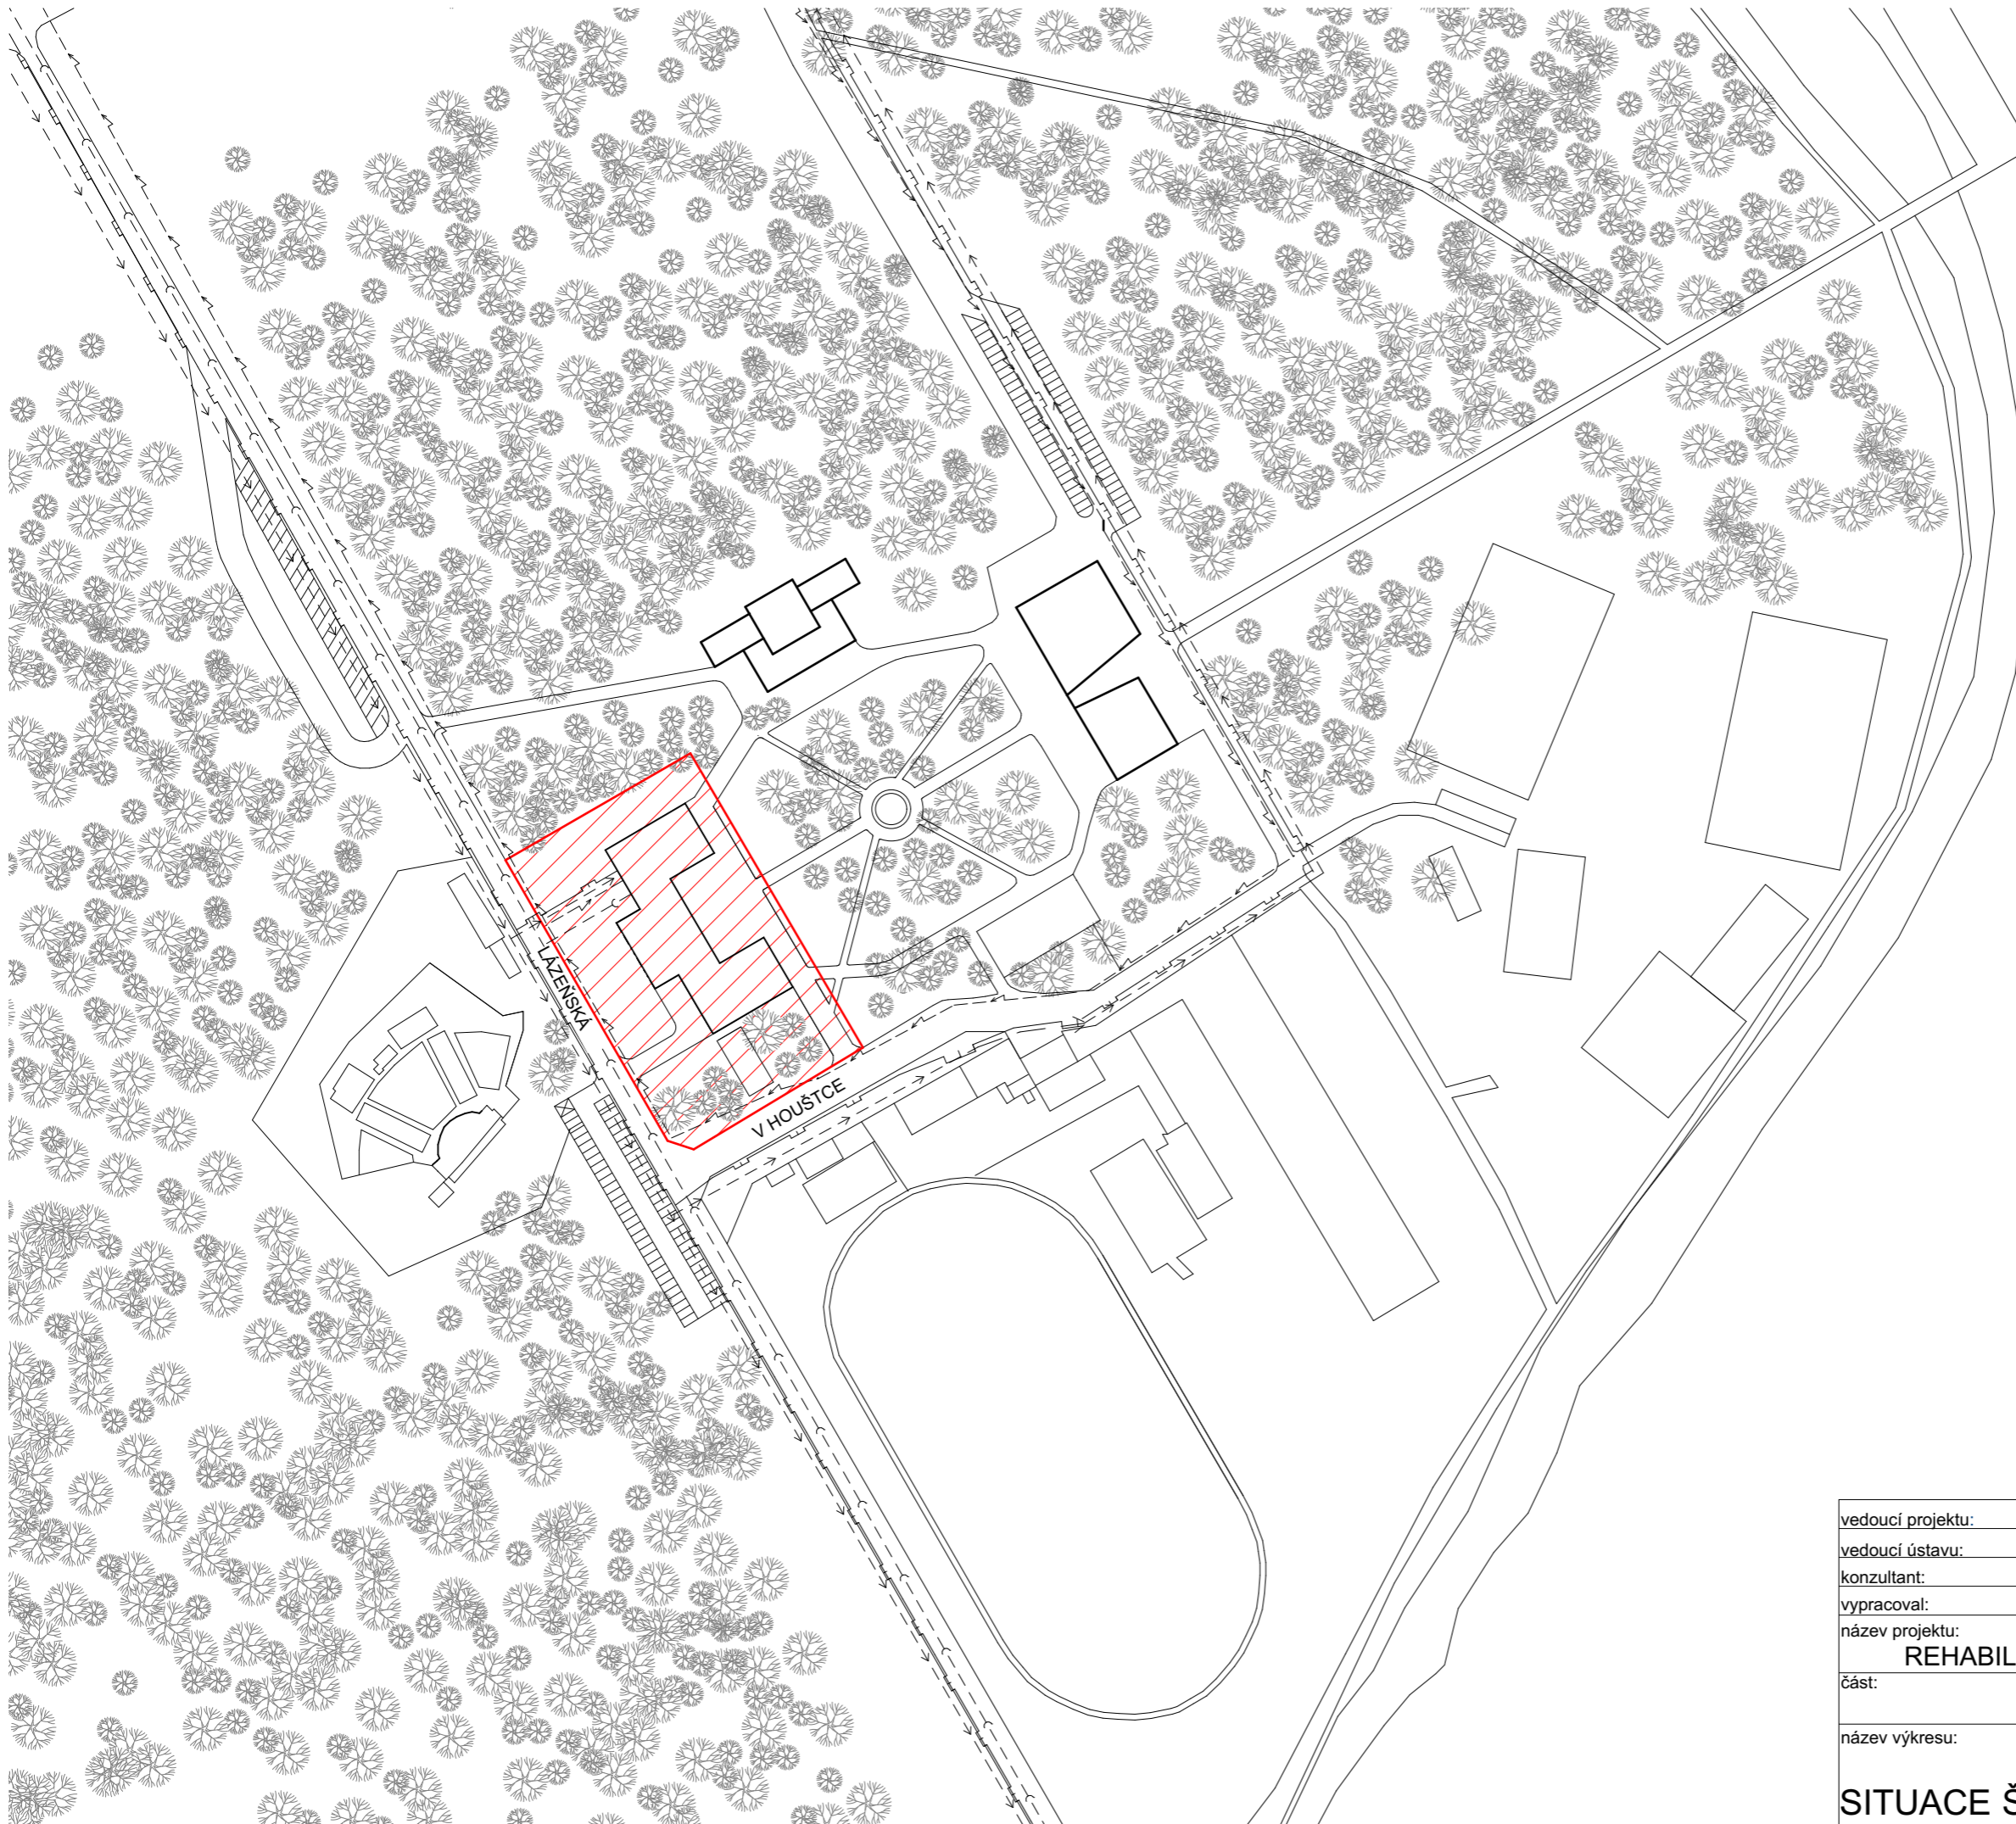 LÁZEŇSKÁ
V HOUŠTCE
vedoucí projektu:
vedoucí ústavu:
konzultant:
vypracoval:
název projektu:
REHABIL
část:
název výkresu:
SITUACE Š